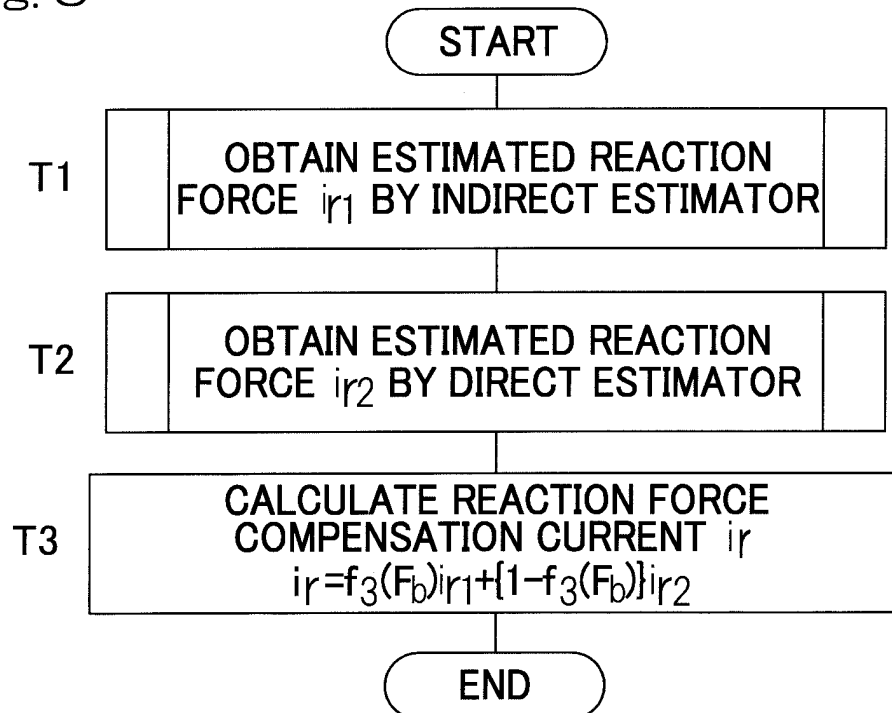 START
T1
OBTAIN ESTIMATED REACTION
FORCE ir1 BY INDIRECT ESTIMATOR
T2
OBTAIN ESTIMATED REACTION
FORCE ir2 BY DIRECT ESTIMATOR
T3
CALCULATE REACTION FORCE
COMPENSATION CURRENT ir
ir=f3(Fb)ir1+{1-f3(Fb)}ir2
END